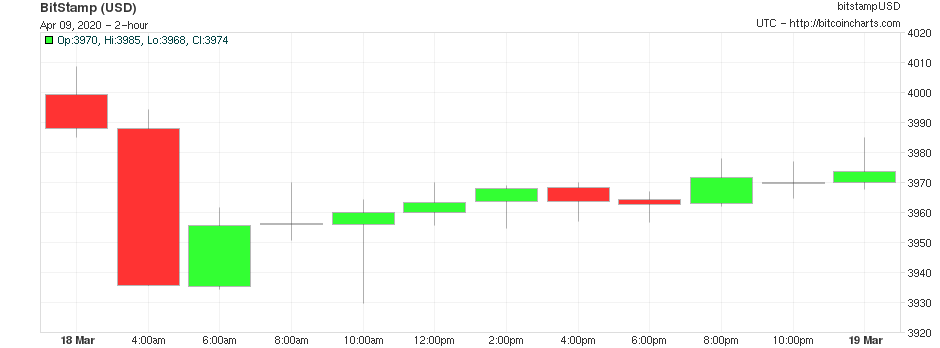 BitStamp (USD)
bitstampUSD
Apr 09, 2020 - 2-hour
UTC - http://bitcoincharts.com
Op:3970, Hi:3985, Lo:3968, Cl:3974
4020
4010
4000
3990
3980
3970
3960
3950
3940
3930
3920
18 Mar 4:00am 6:00am 8:00am 10:00am 12:00pm 2:00pm 4:00pm 6:00pm 8:00pm 10:00pm 19 Mar